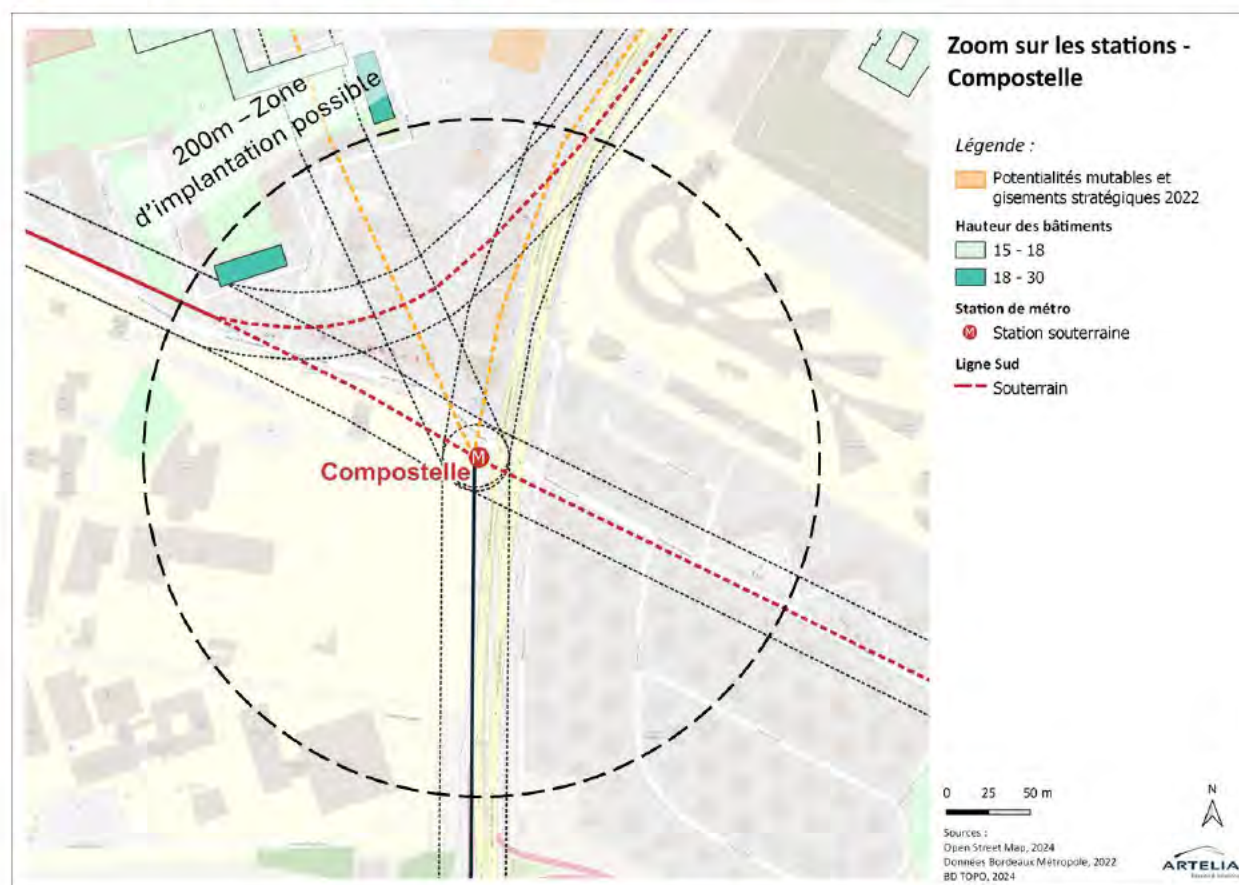 200m – Zone
d'implantation possible
Compostelle
M
Zoom sur les stations -
Compostelle
Légende :
Potentialités mutables et
gisements stratégiques 2022
Hauteur des bâtiments
15 - 18
18 - 30
Station de métro
M Station souterraine
Ligne Sud
Souterrain
0 25 50 m
N
Sources :
Open Street Map, 2024
Données Bordeaux Métropole, 2022
BD TOPO, 2024
ARTELIA